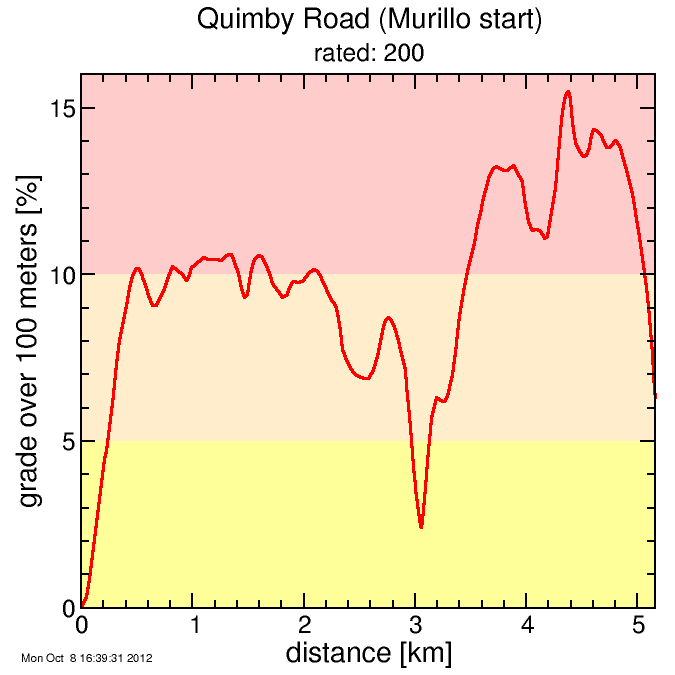 Quimby Road (Murillo start)
rated: 200
15
10
5
0
grade over 100 meters [%]
0 1 2 3 4 5
distance [km]
Mon Oct 8 16:39:31 2012